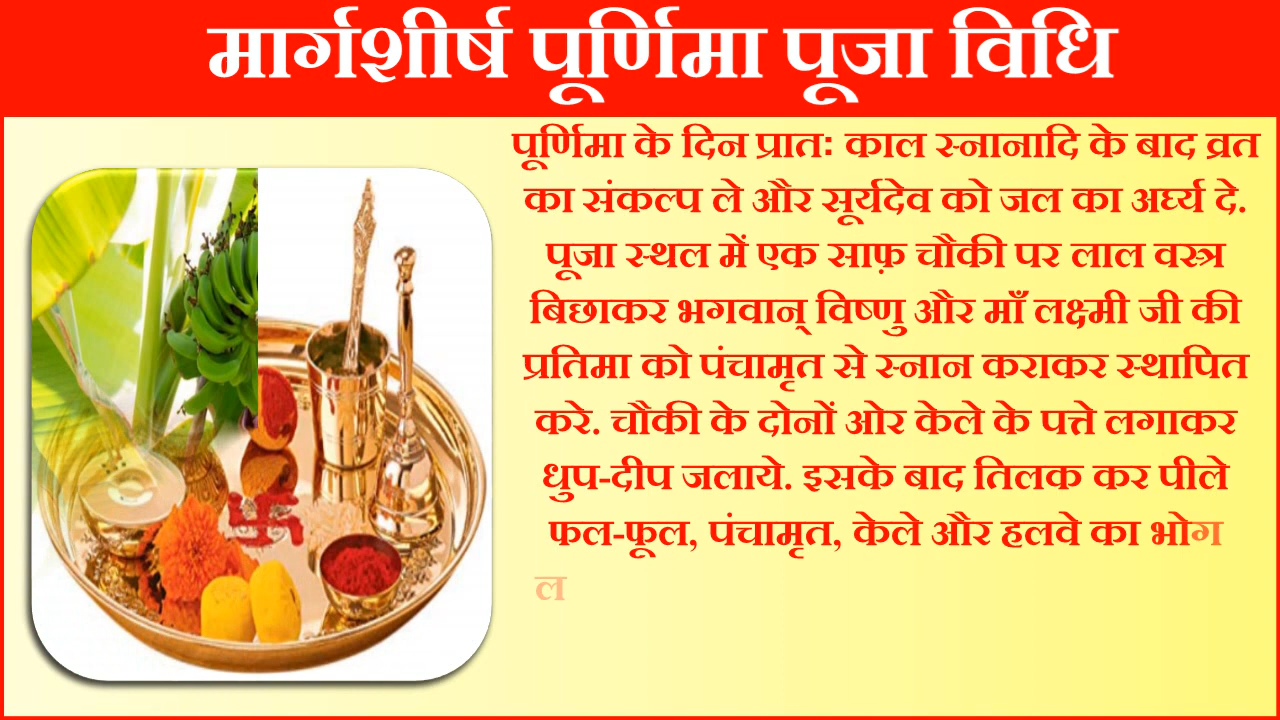 मार्गशीर्ष पूर्णिमा पूजा विधि
पूर्णिमा के दिन प्रातः काल स्नानादि के बाद व्रत
का संकल्प ले और सूर्यदेव को जल का अर्घ्य दे.
पूजा स्थल में एक साफ़ चौकी पर लाल वस्त्र
बिछाकर भगवान् विष्णु और माँ लक्ष्मी जी की
प्रतिमा को पंचामृत से स्नान कराकर स्थापित
करे. चौकी के दोनों ओर केले के पत्ते लगाकर
धुप-दीप जलाये. इसके बाद तिलक कर पीले
फल-फूल, पंचामृत, केले और हलवे का भोग
ल